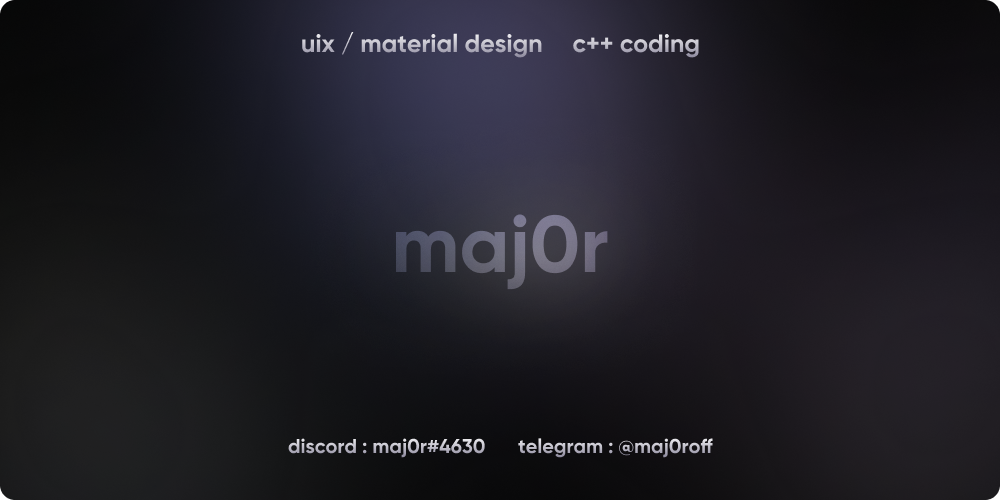 uix / material design c++ coding
maj0r
discord : maj0r#4630 telegram : @maj0roff